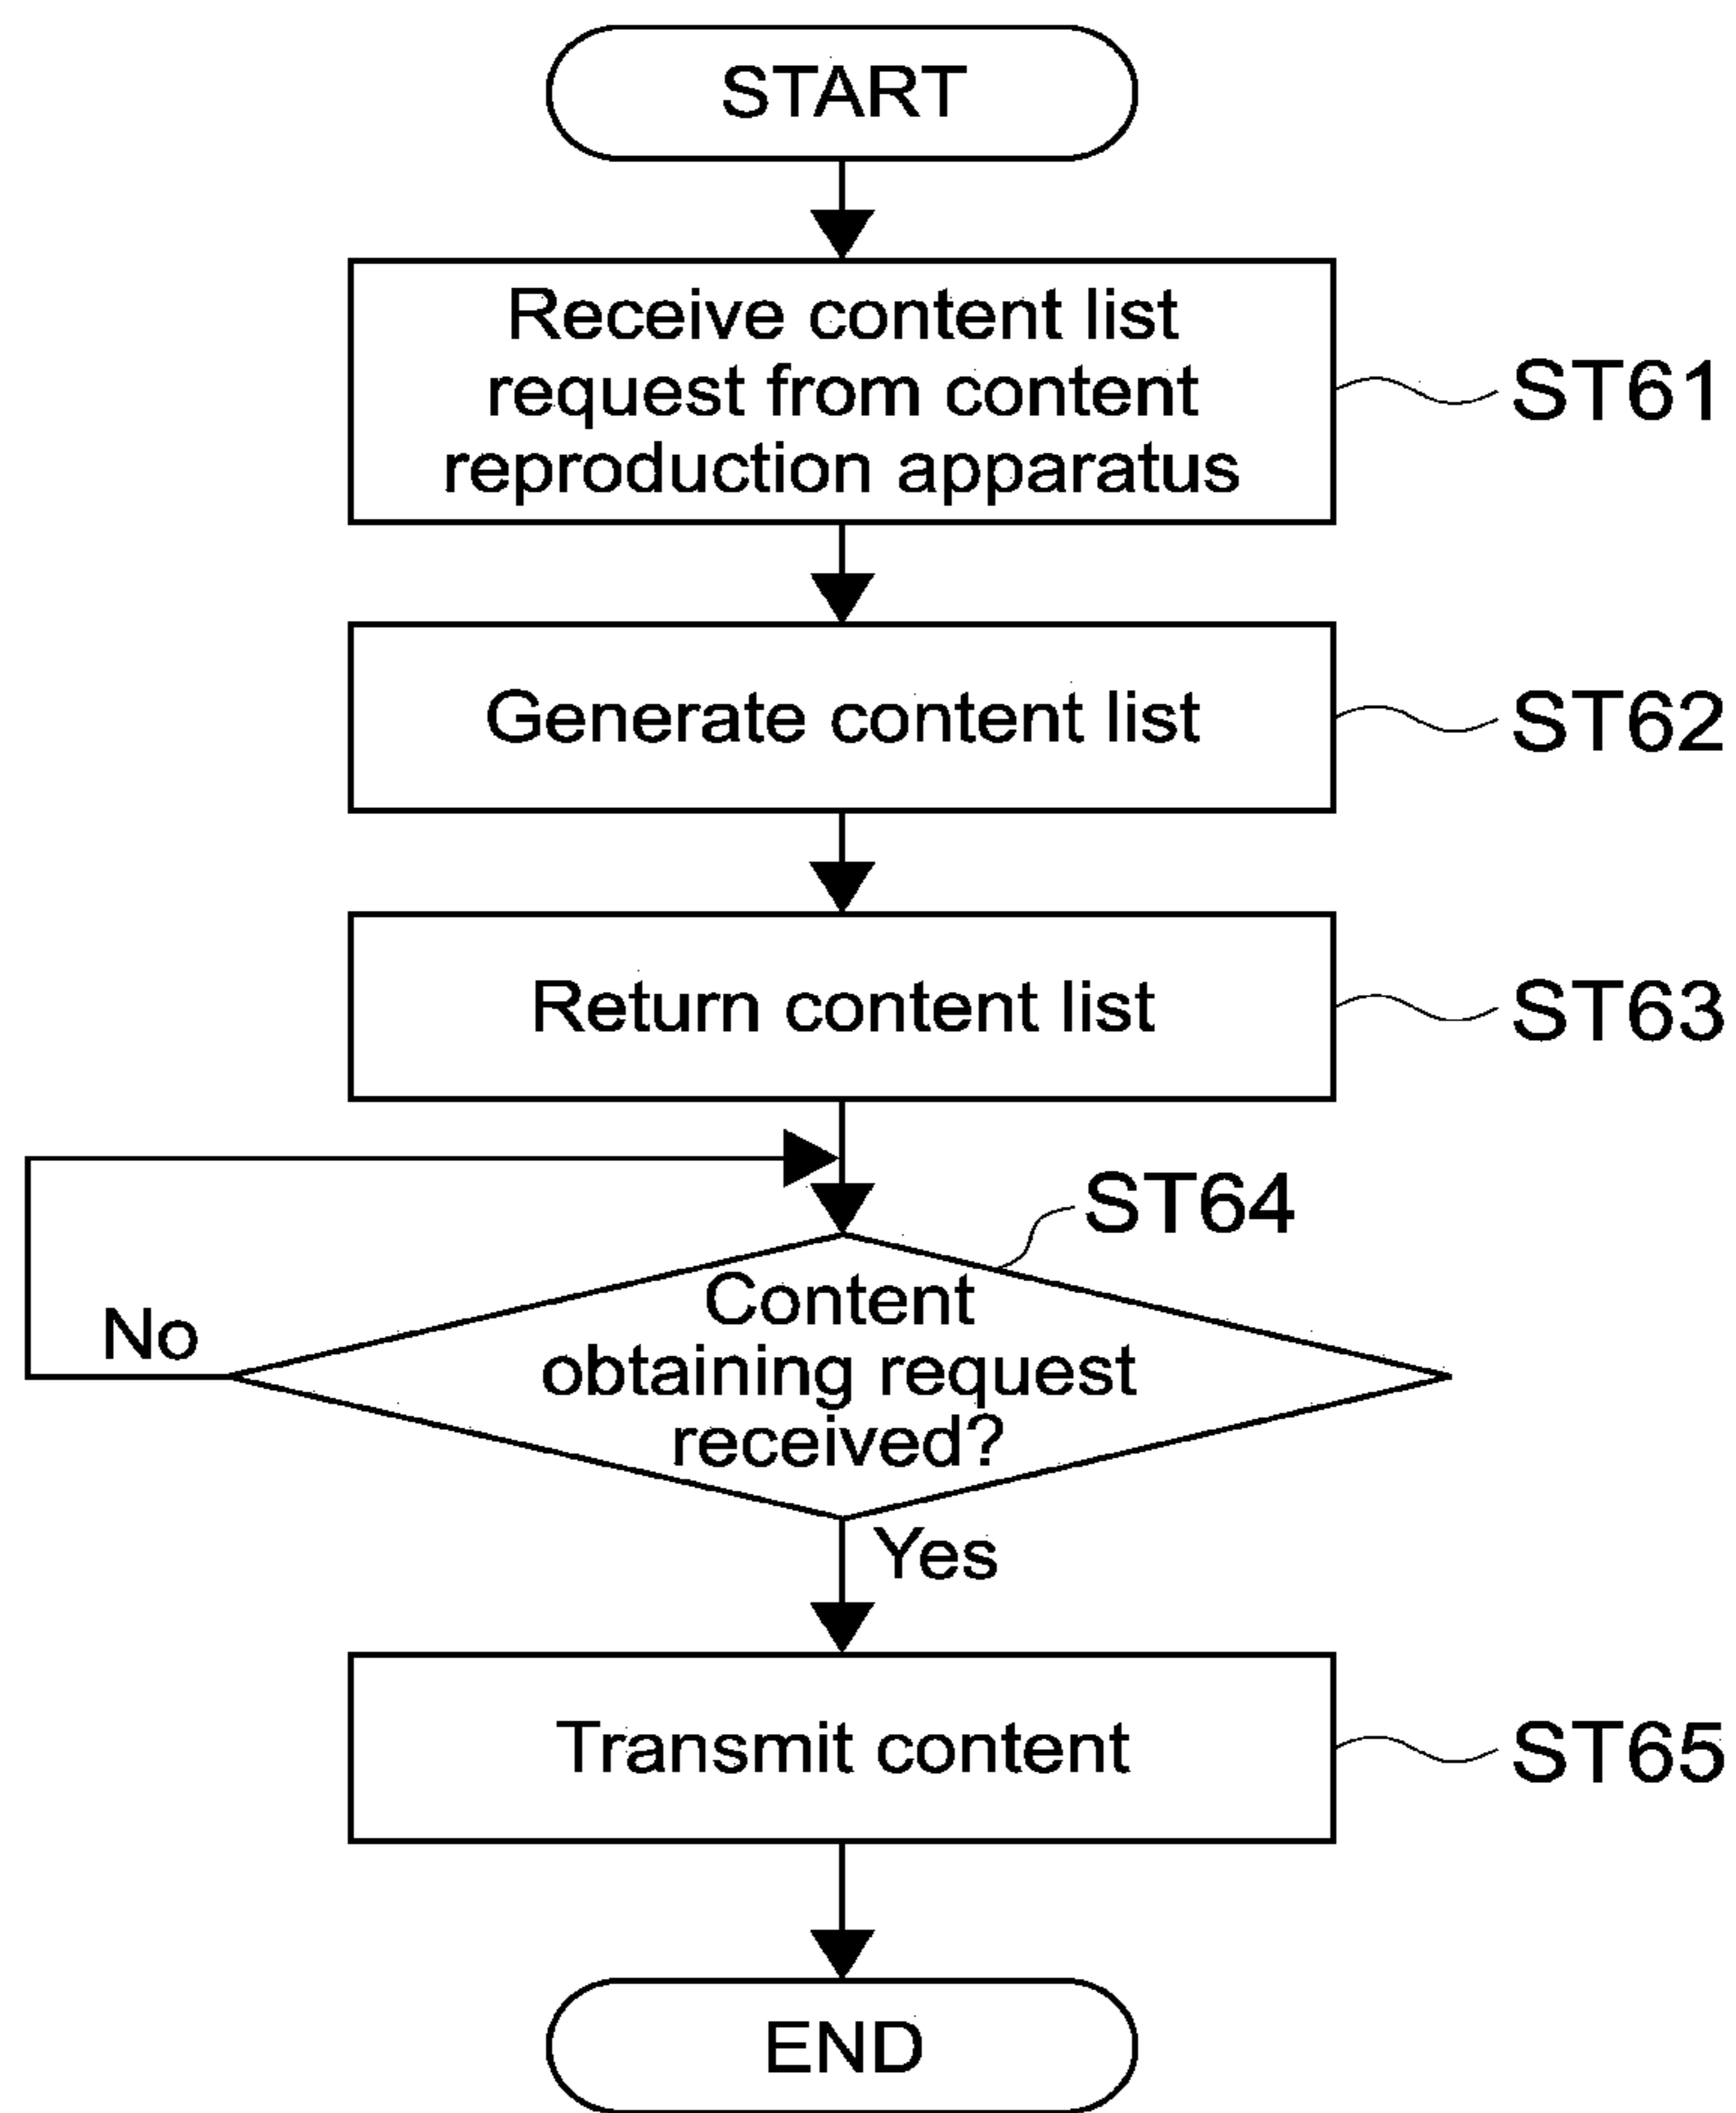 START
Receive content list
request from content
reproduction apparatus
ST61
Generate content list
ST62
Return content list
ST63
ST64
Content
obtaining request
received?
No
Yes
Transmit content
ST65
END